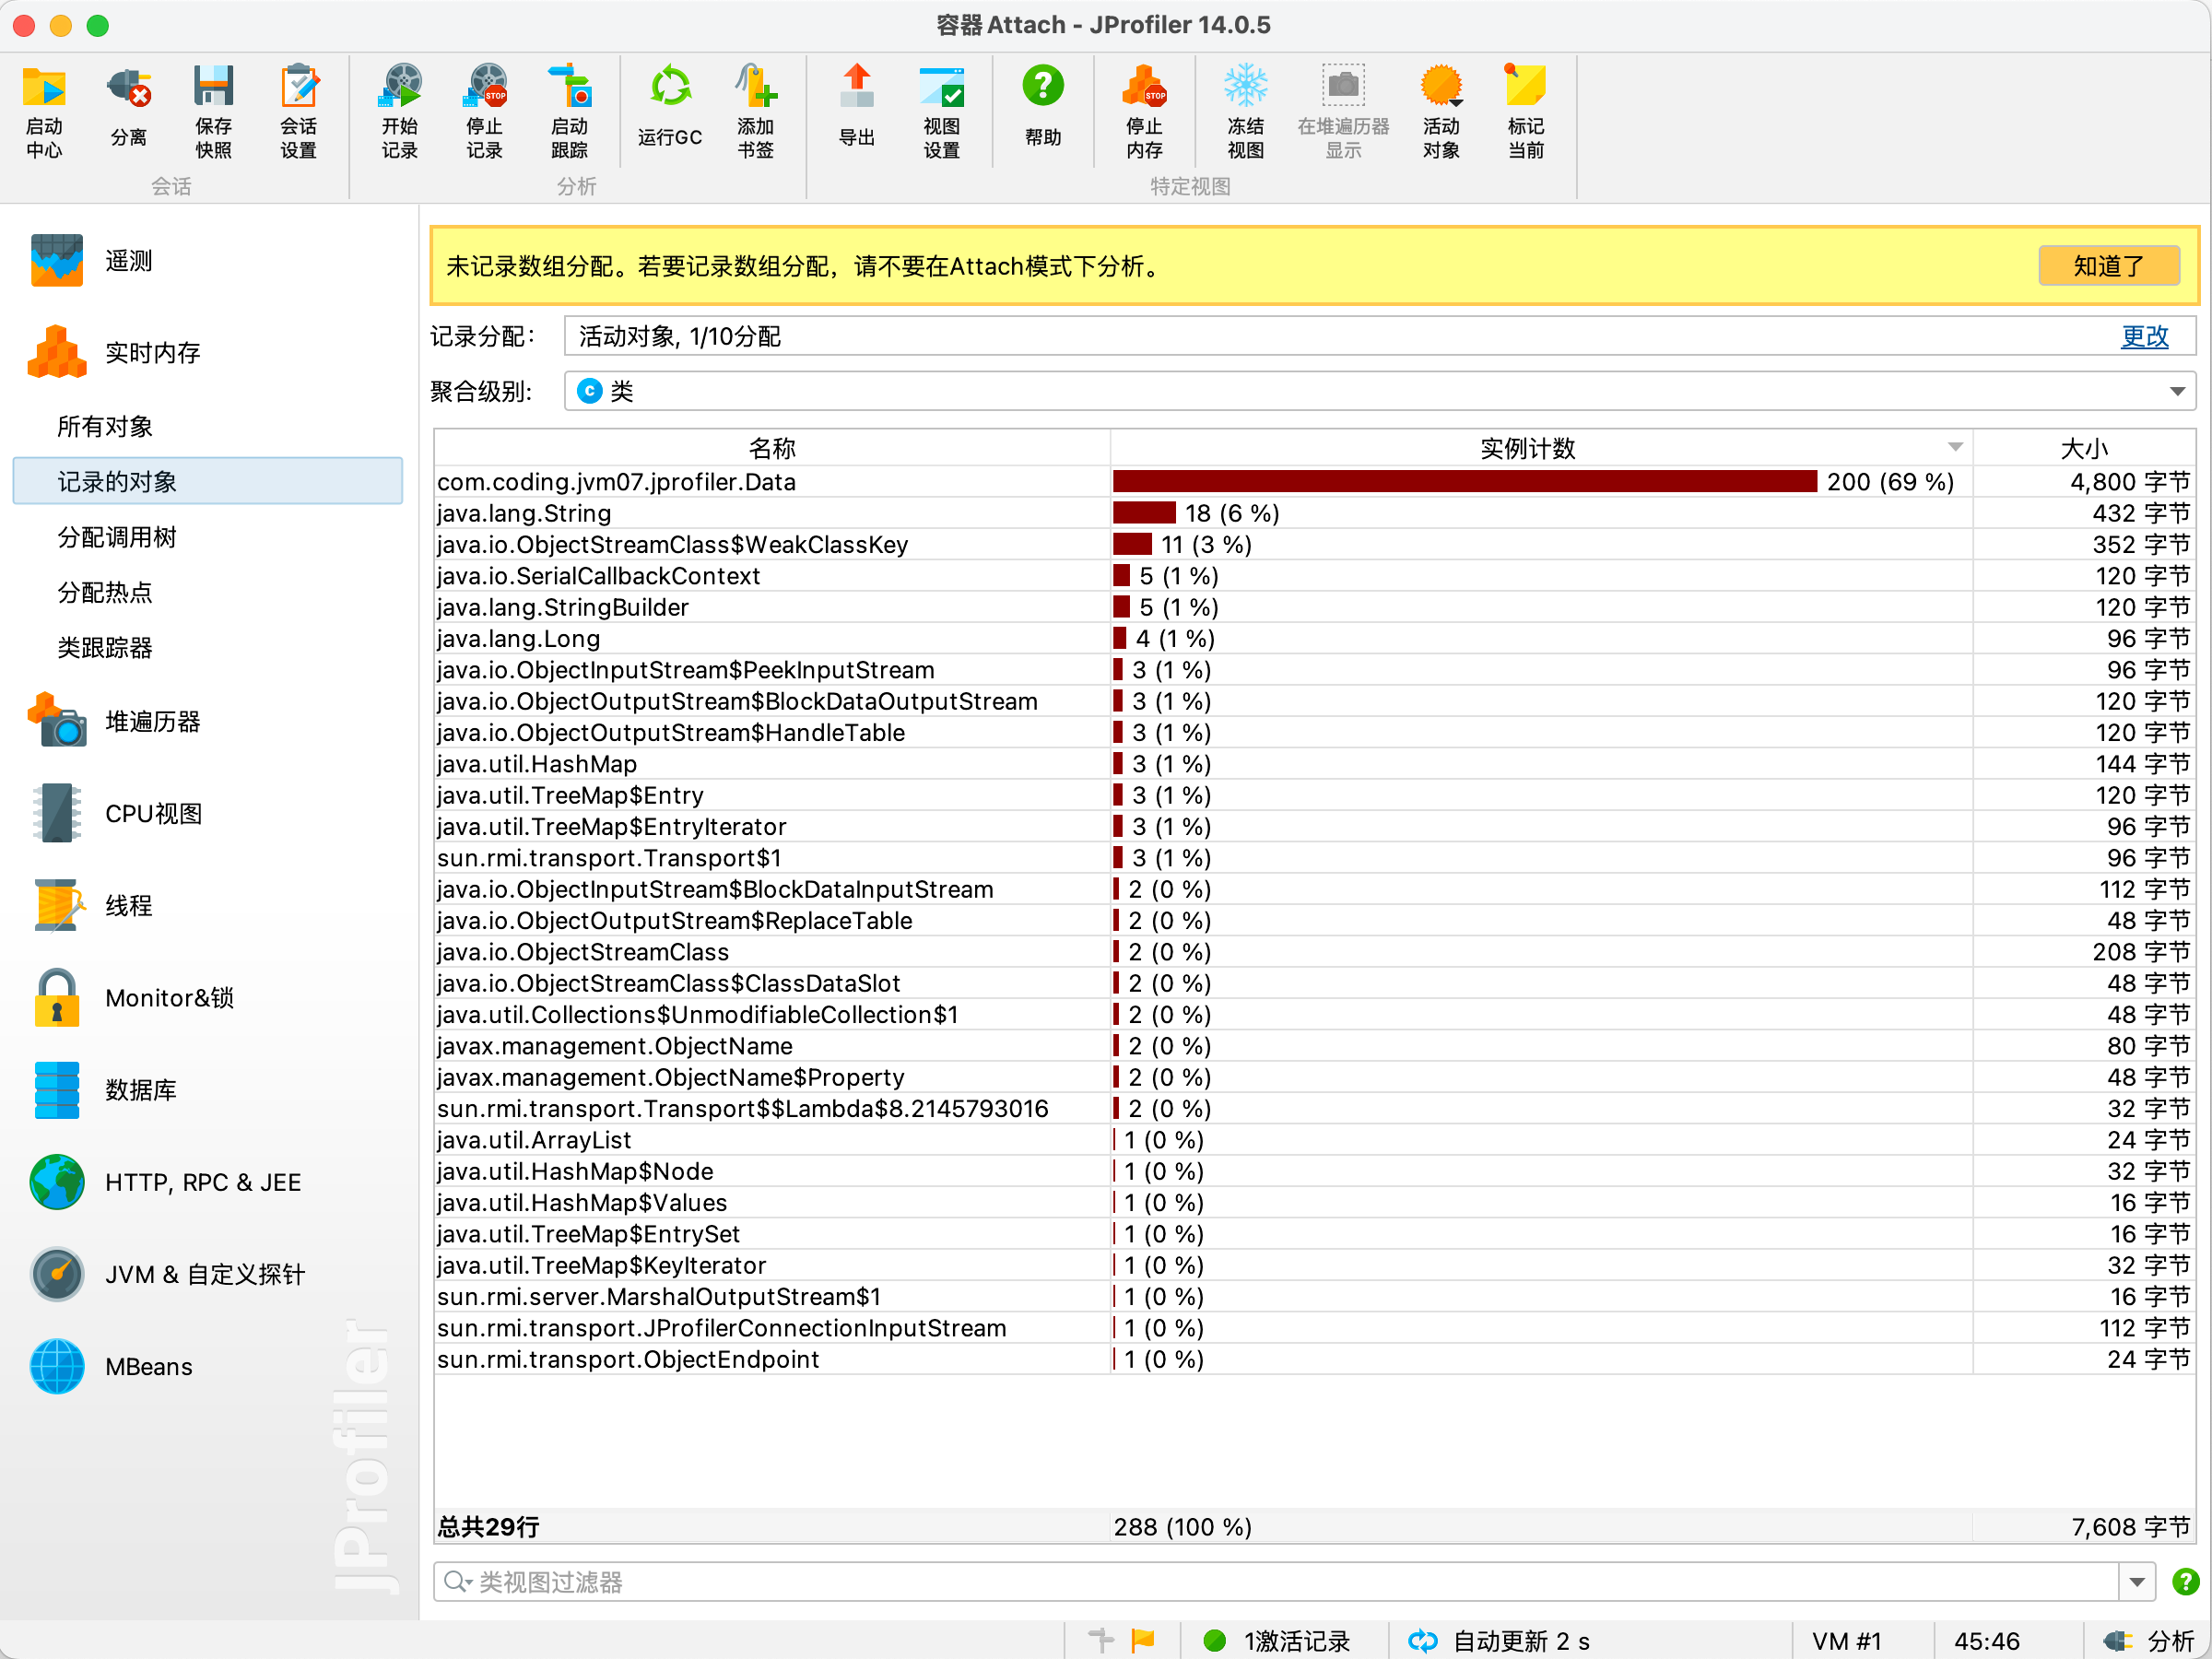 容器Attach - JProfiler 14.0.5
启动中心
分离
保存快照
会话设置
开始记录
停止记录
启动跟踪
运行GC
添加书签
导出
视图设置
帮助
停止内存
冻结视图
在堆遍历器显示
活动对象
标记当前
会话
分析
特定视图
遥测
实时内存
所有对象
记录的对象
分配调用树
分配热点
类跟踪器
堆遍历器
CPU视图
线程
Monitor&锁
数据库
HTTP, RPC & JEE
JVM & 自定义探针
MBeans
JProfiler
未记录数组分配。若要记录数组分配，请不要在Attach模式下分析。 知道了
记录分配： 活动对象, 1/10分配 更改
聚合级别: c 类
名称 实例计数 大小
com.coding.jvm07.jprofiler.Data 200 (69 %) 4,800 字节
java.lang.String 18 (6 %) 432 字节
java.io.ObjectStreamClass$WeakClassKey 11 (3 %) 352 字节
java.io.SerialCallbackContext 5 (1 %) 120 字节
java.lang.StringBuilder 5 (1 %) 120 字节
java.lang.Long 4 (1 %) 96 字节
java.io.ObjectInputStream$PeekInputStream 3 (1 %) 96 字节
java.io.ObjectOutputStream$BlockDataOutputStream 3 (1 %) 120 字节
java.io.ObjectOutputStream$HandleTable 3 (1 %) 120 字节
java.util.HashMap 3 (1 %) 144 字节
java.util.TreeMap$Entry 3 (1 %) 120 字节
java.util.TreeMap$EntryIterator 3 (1 %) 96 字节
sun.rmi.transport.Transport$1 3 (1 %) 96 字节
java.io.ObjectInputStream$BlockDataInputStream 2 (0 %) 112 字节
java.io.ObjectOutputStream$ReplaceTable 2 (0 %) 48 字节
java.io.ObjectStreamClass 2 (0 %) 208 字节
java.io.ObjectStreamClass$ClassDataSlot 2 (0 %) 48 字节
java.util.Collections$UnmodifiableCollection$1 2 (0 %) 48 字节
javax.management.ObjectName 2 (0 %) 80 字节
javax.management.ObjectName$Property 2 (0 %) 48 字节
sun.rmi.transport.Transport$$Lambda$8.2145793016 2 (0 %) 32 字节
java.util.ArrayList 1 (0 %) 24 字节
java.util.HashMap$Node 1 (0 %) 32 字节
java.util.HashMap$Values 1 (0 %) 16 字节
java.util.TreeMap$EntrySet 1 (0 %) 16 字节
java.util.TreeMap$KeyIterator 1 (0 %) 32 字节
sun.rmi.server.MarshalOutputStream$1 1 (0 %) 16 字节
sun.rmi.transport.JProfilerConnectionInputStream 1 (0 %) 112 字节
sun.rmi.transport.ObjectEndpoint 1 (0 %) 24 字节
总共29行 288 (100 %) 7,608 字节
类视图过滤器
1激活记录 自动更新 2 s VM #1 45:46 分析